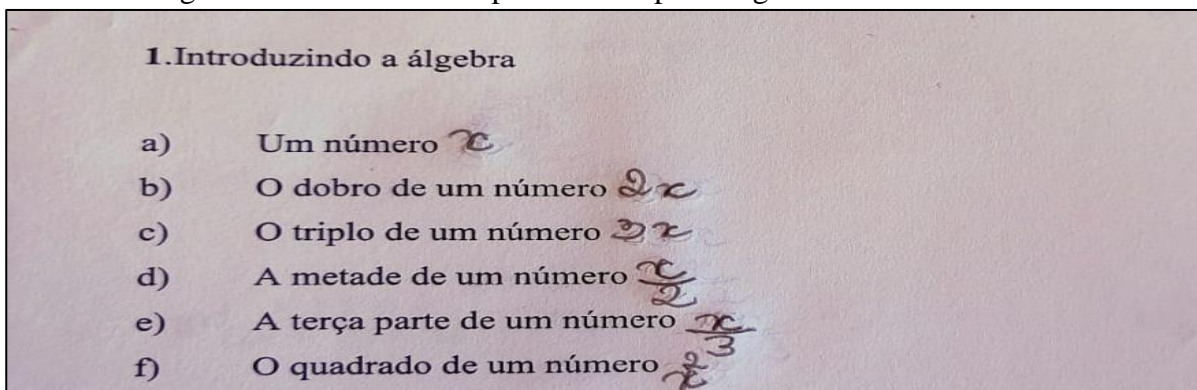 1.Introduzindo a álgebra
a) Um número x
b) O dobro de um número 2x
c) O triplo de um número 3x
d) A metade de um número x/2
e) A terça parte de um número x/3
f) O quadrado de um número